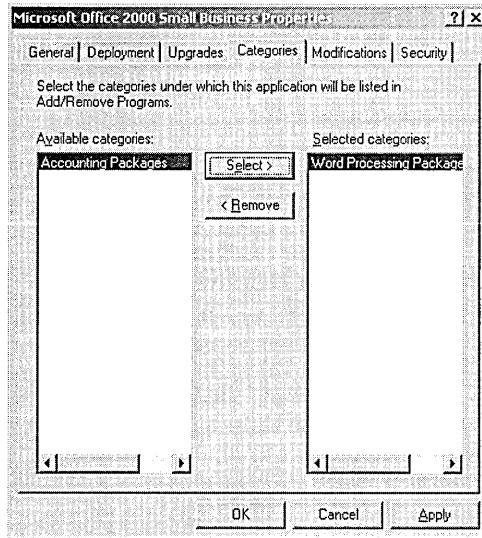 Microsoft Office 2000 Small Business Properties ? ×
General Deployment Upgrades Categories Modifications Security
Select the categories under which this application will be listed in
Add/Remove Programs.
Available categories:
Selected categories:
Accounting Packages
Select >
Word Processing Package
< Remove
OK Cancel Apply